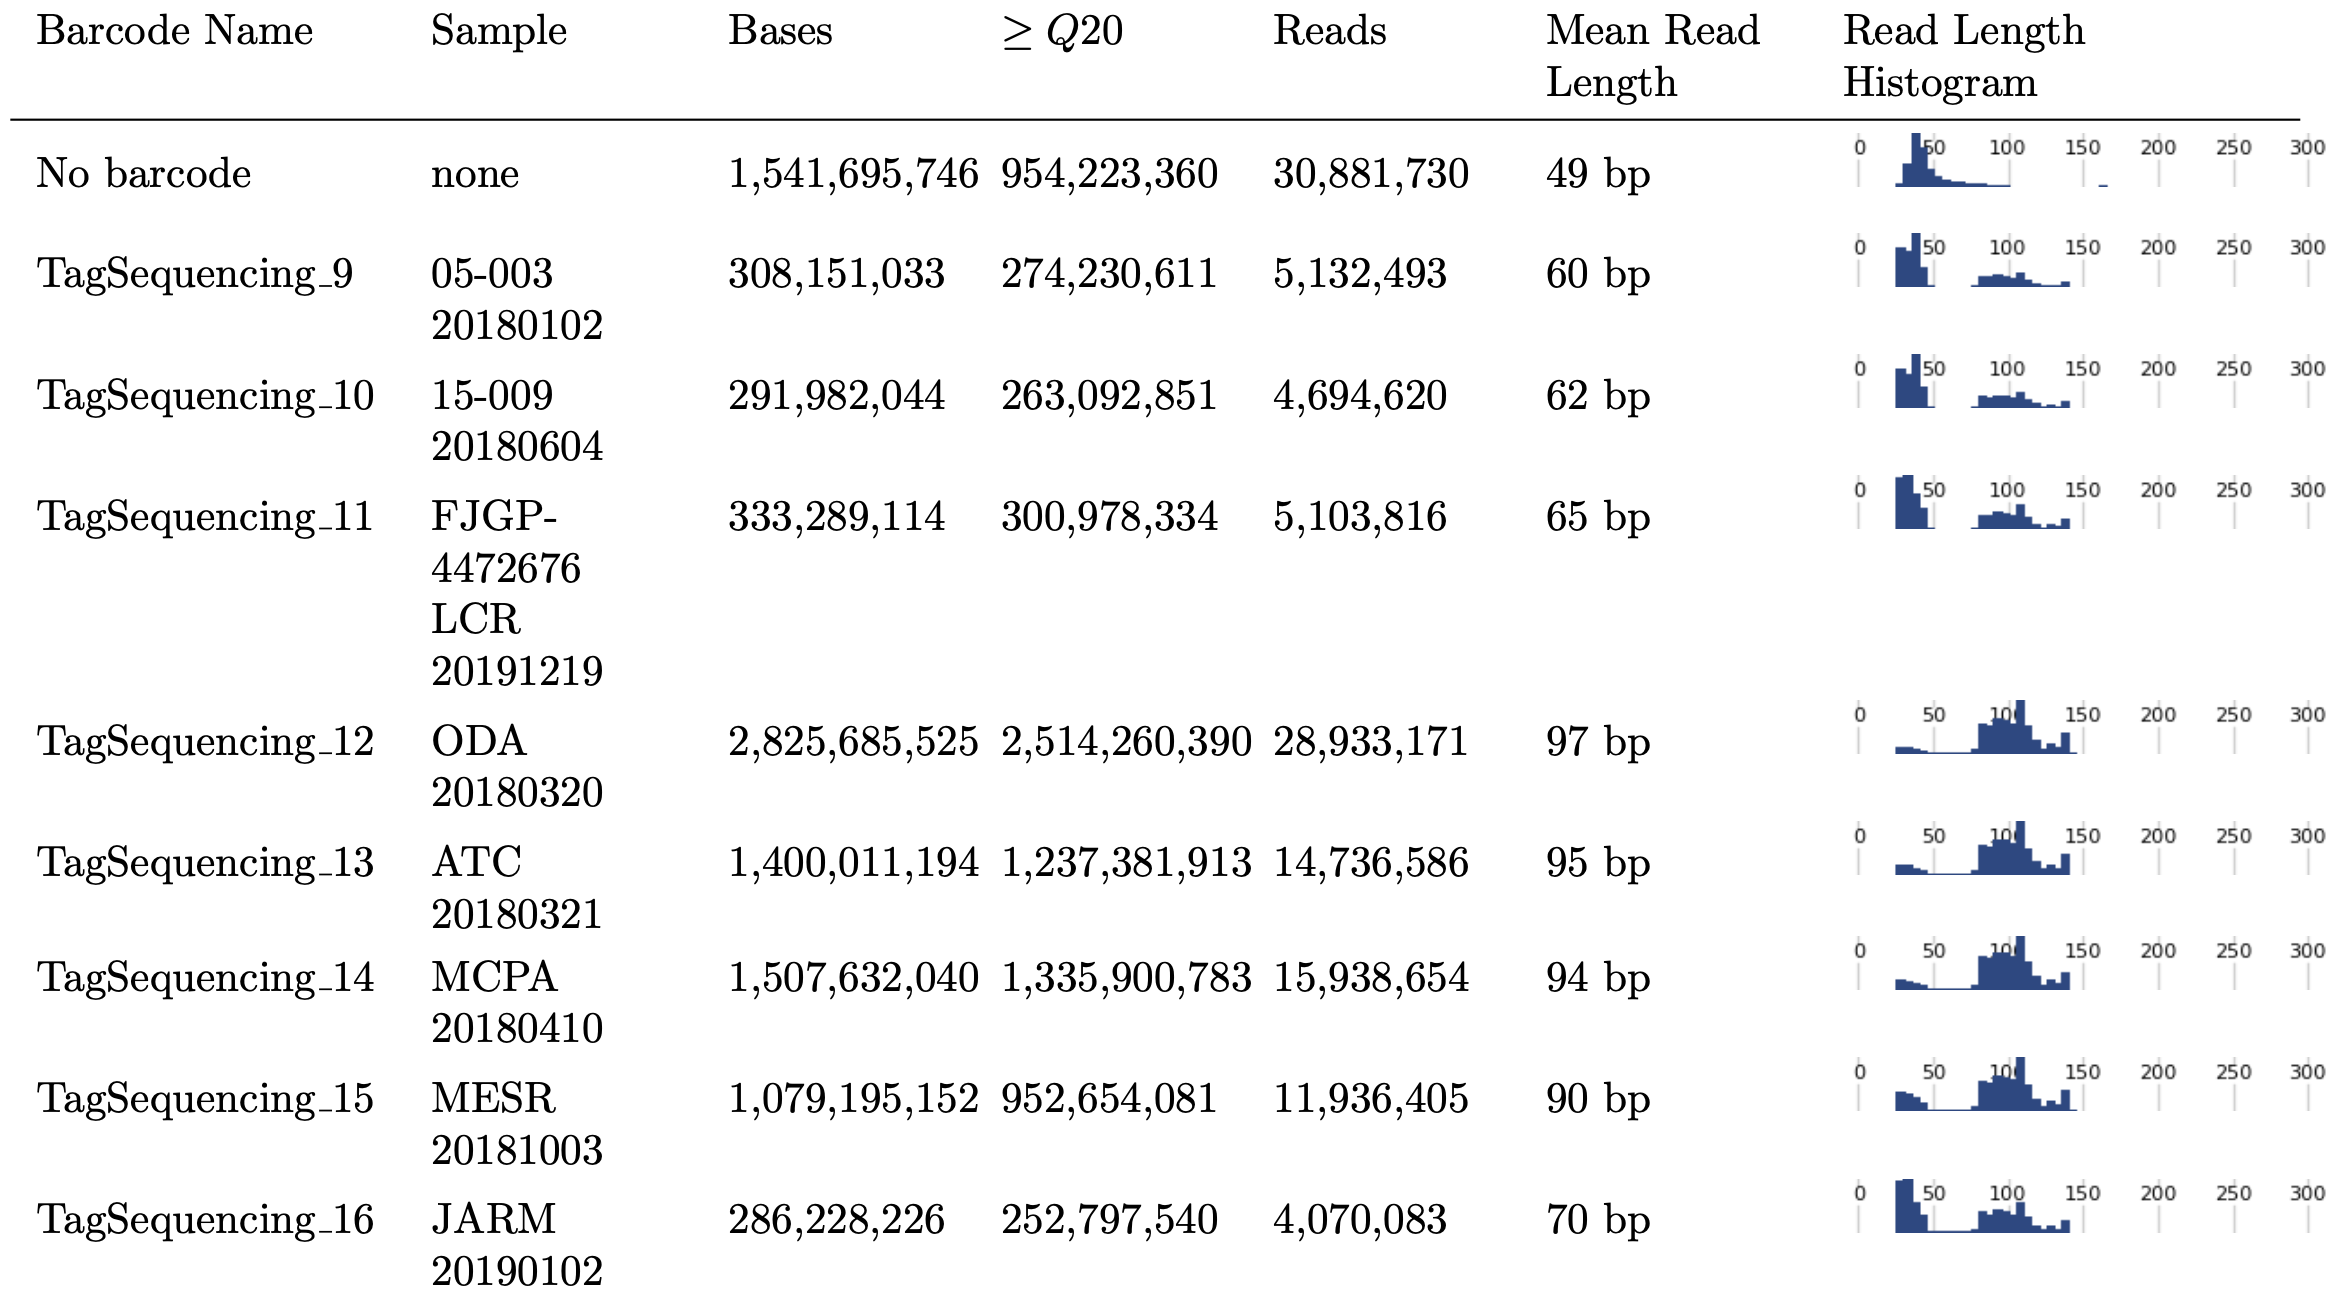 Barcode Name Sample Bases ≥ Q20 Reads Mean Read Read Length
Length Histogram
0 50 100 150 200 250 300
No barcode none 1,541,695,746 954,223,360 30,881,730 49 bp
0 50 100 150 200 250 300
TagSequencing_9 05-003 308,151,033 274,230,611 5,132,493 60 bp
20180102
0 50 100 150 200 250 300
TagSequencing_10 15-009 291,982,044 263,092,851 4,694,620 62 bp
20180604
0 50 100 150 200 250 300
TagSequencing_11 FJGP- 333,289,114 300,978,334 5,103,816 65 bp
4472676
LCR
20191219
0 50 100 150 200 250 300
TagSequencing_12 ODA 2,825,685,525 2,514,260,390 28,933,171 97 bp
20180320
0 50 100 150 200 250 300
TagSequencing_13 ATC 1,400,011,194 1,237,381,913 14,736,586 95 bp
20180321
0 50 100 150 200 250 300
TagSequencing_14 MCPA 1,507,632,040 1,335,900,783 15,938,654 94 bp
20180410
0 50 100 150 200 250 300
TagSequencing_15 MESR 1,079,195,152 952,654,081 11,936,405 90 bp
20181003
0 50 100 150 200 250 300
TagSequencing_16 JARM 286,228,226 252,797,540 4,070,083 70 bp
20190102